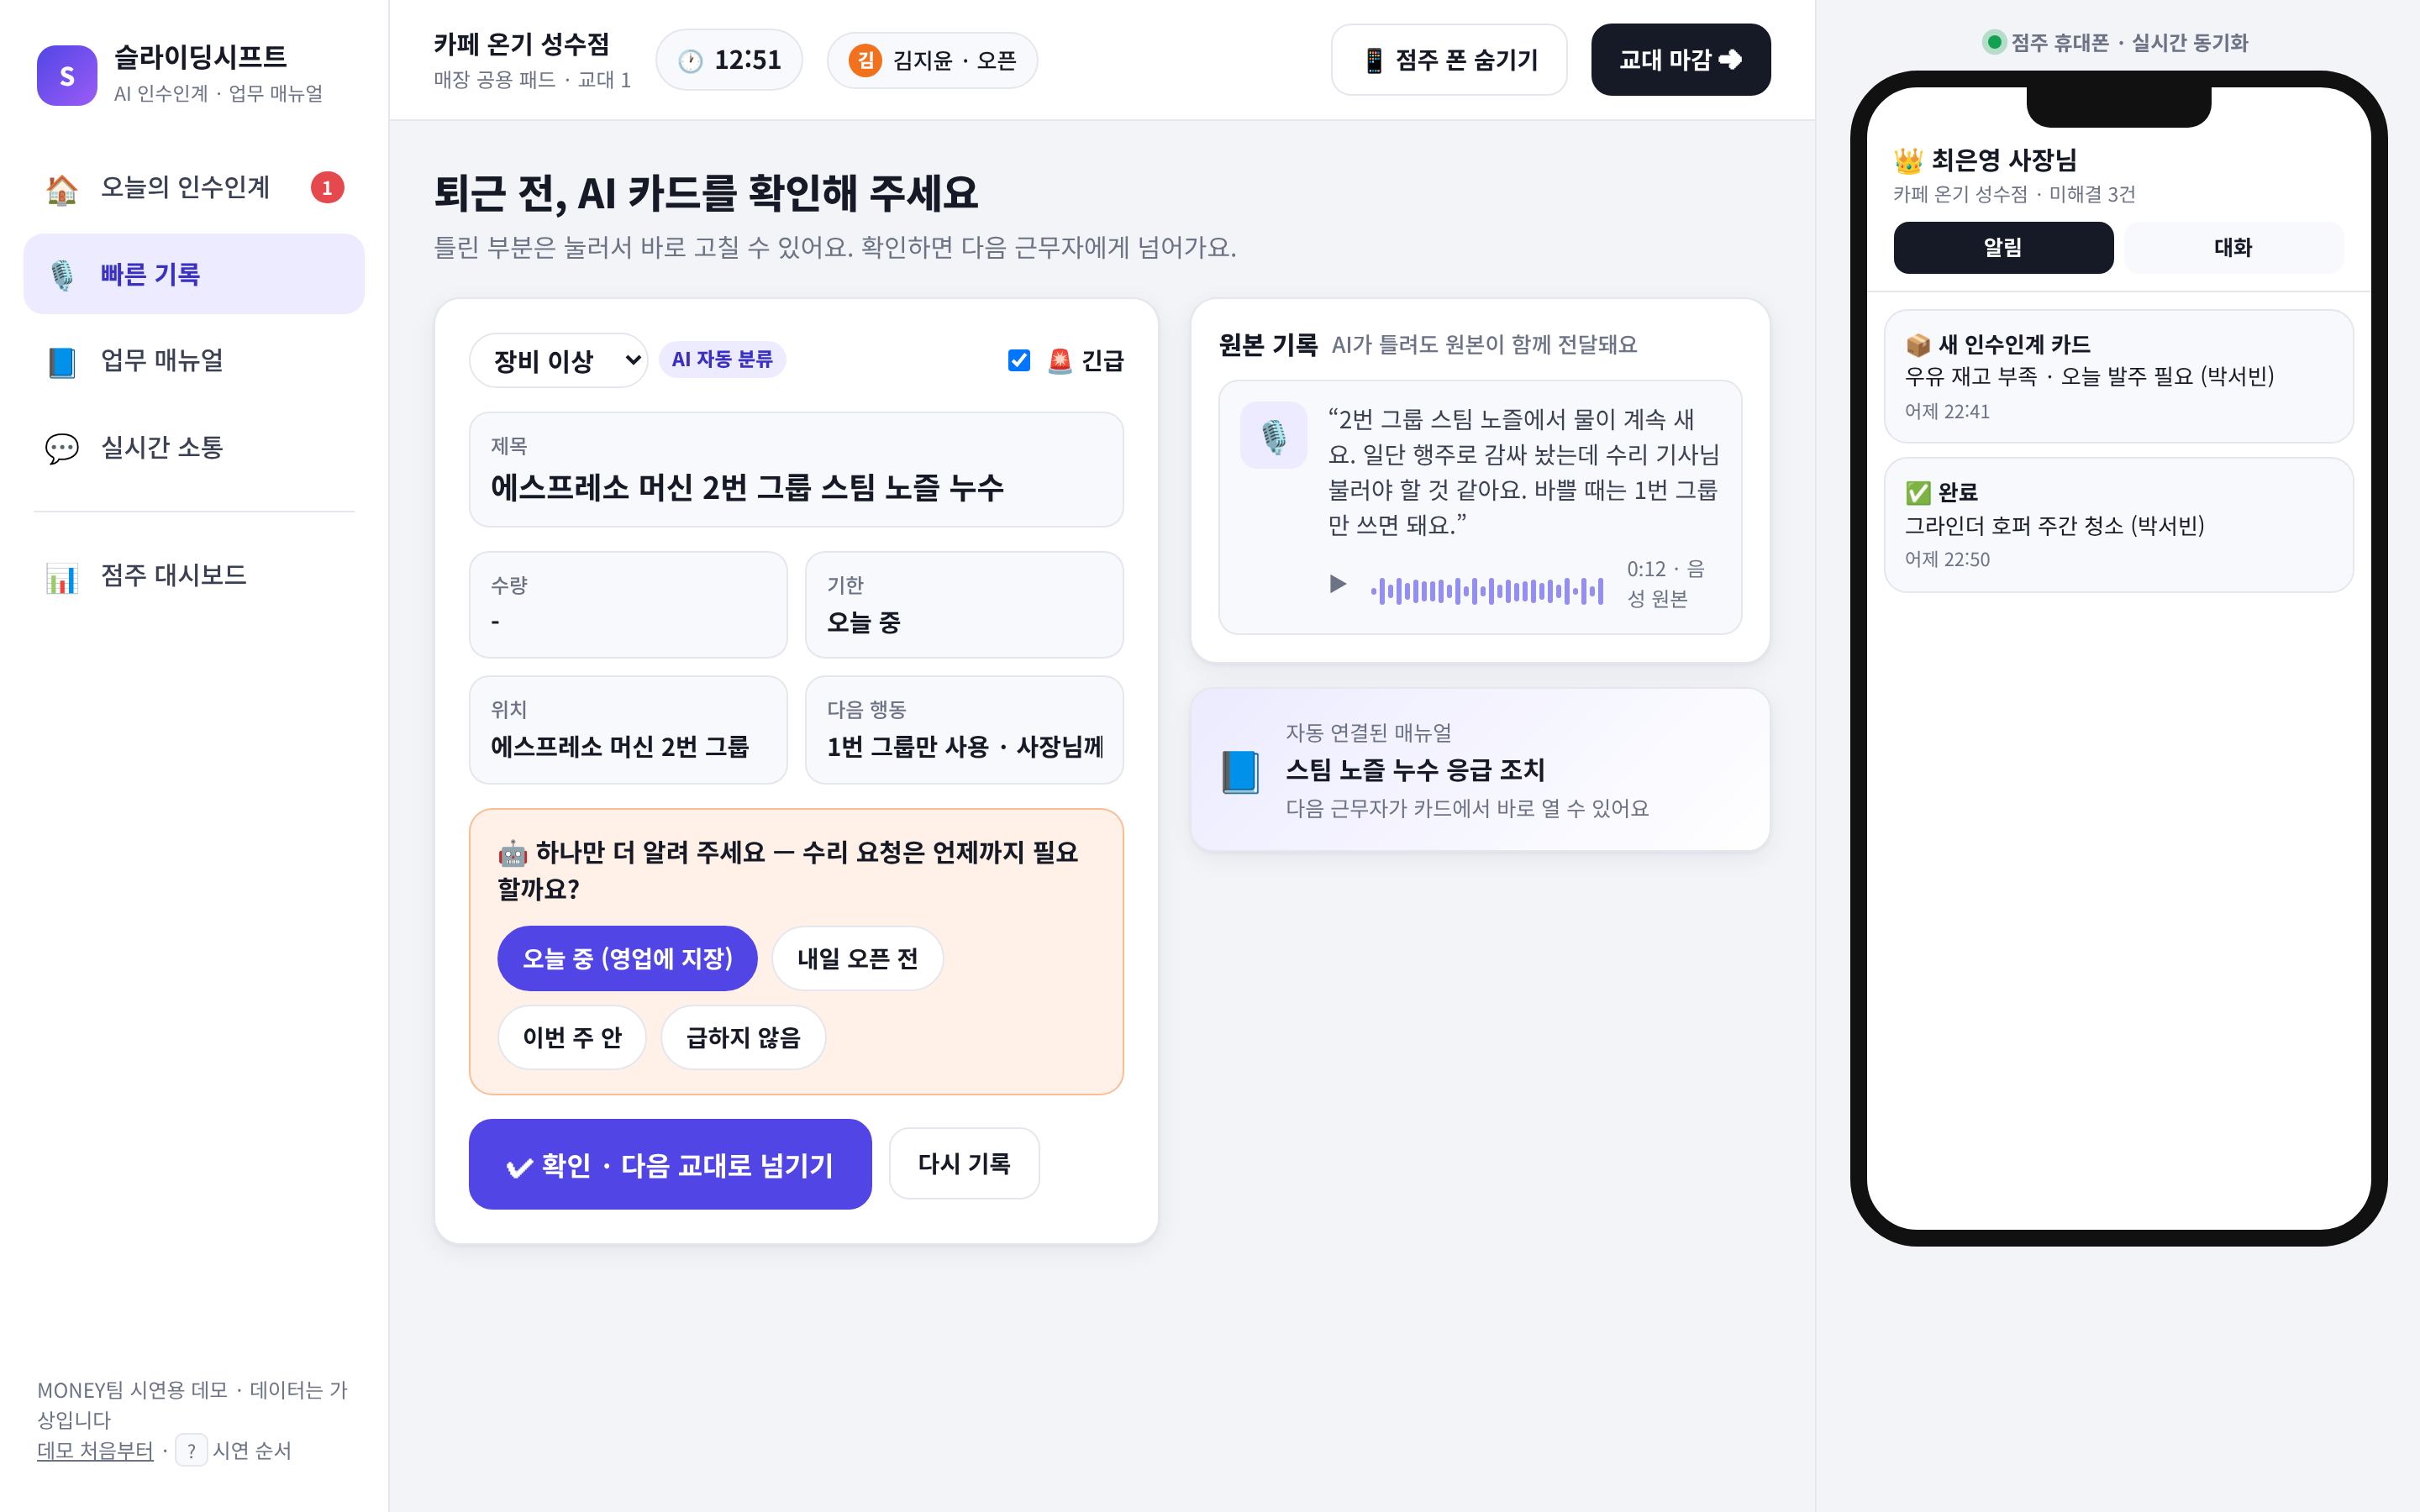 S
슬라이딩시프트
AI 인수인계 · 업무 매뉴얼
오늘의 인수인계
1
빠른 기록
업무 매뉴얼
실시간 소통
점주 대시보드
MONEY팀 시연용 데모 · 데이터는 가
상입니다
데모 처음부터 · ? 시연 순서
카페 온기 성수점
매장 공용 패드 · 교대 1
12:51
김 김지윤 · 오픈
점주 폰 숨기기
교대 마감
퇴근 전, AI 카드를 확인해 주세요
틀린 부분은 눌러서 바로 고칠 수 있어요. 확인하면 다음 근무자에게 넘어가요.
장비 이상
AI 자동 분류
긴급
제목
에스프레소 머신 2번 그룹 스팀 노즐 누수
수량
-
기한
오늘 중
위치
에스프레소 머신 2번 그룹
다음 행동
1번 그룹만 사용 · 사장님께
하나만 더 알려 주세요 — 수리 요청은 언제까지 필요
할까요?
오늘 중 (영업에 지장)
내일 오픈 전
이번 주 안
급하지 않음
확인 · 다음 교대로 넘기기
다시 기록
원본 기록 AI가 틀려도 원본이 함께 전달돼요
“2번 그룹 스팀 노즐에서 물이 계속 새
요. 일단 행주로 감싸 놨는데 수리 기사님
불러야 할 것 같아요. 바쁠 때는 1번 그룹
만 쓰면 돼요.”
0:12 · 음
성 원본
자동 연결된 매뉴얼
스팀 노즐 누수 응급 조치
다음 근무자가 카드에서 바로 열 수 있어요
점주 휴대폰 · 실시간 동기화
최은영 사장님
카페 온기 성수점 · 미해결 3건
알림
대화
새 인수인계 카드
우유 재고 부족 · 오늘 발주 필요 (박서빈)
어제 22:41
완료
그라인더 호퍼 주간 청소 (박서빈)
어제 22:50